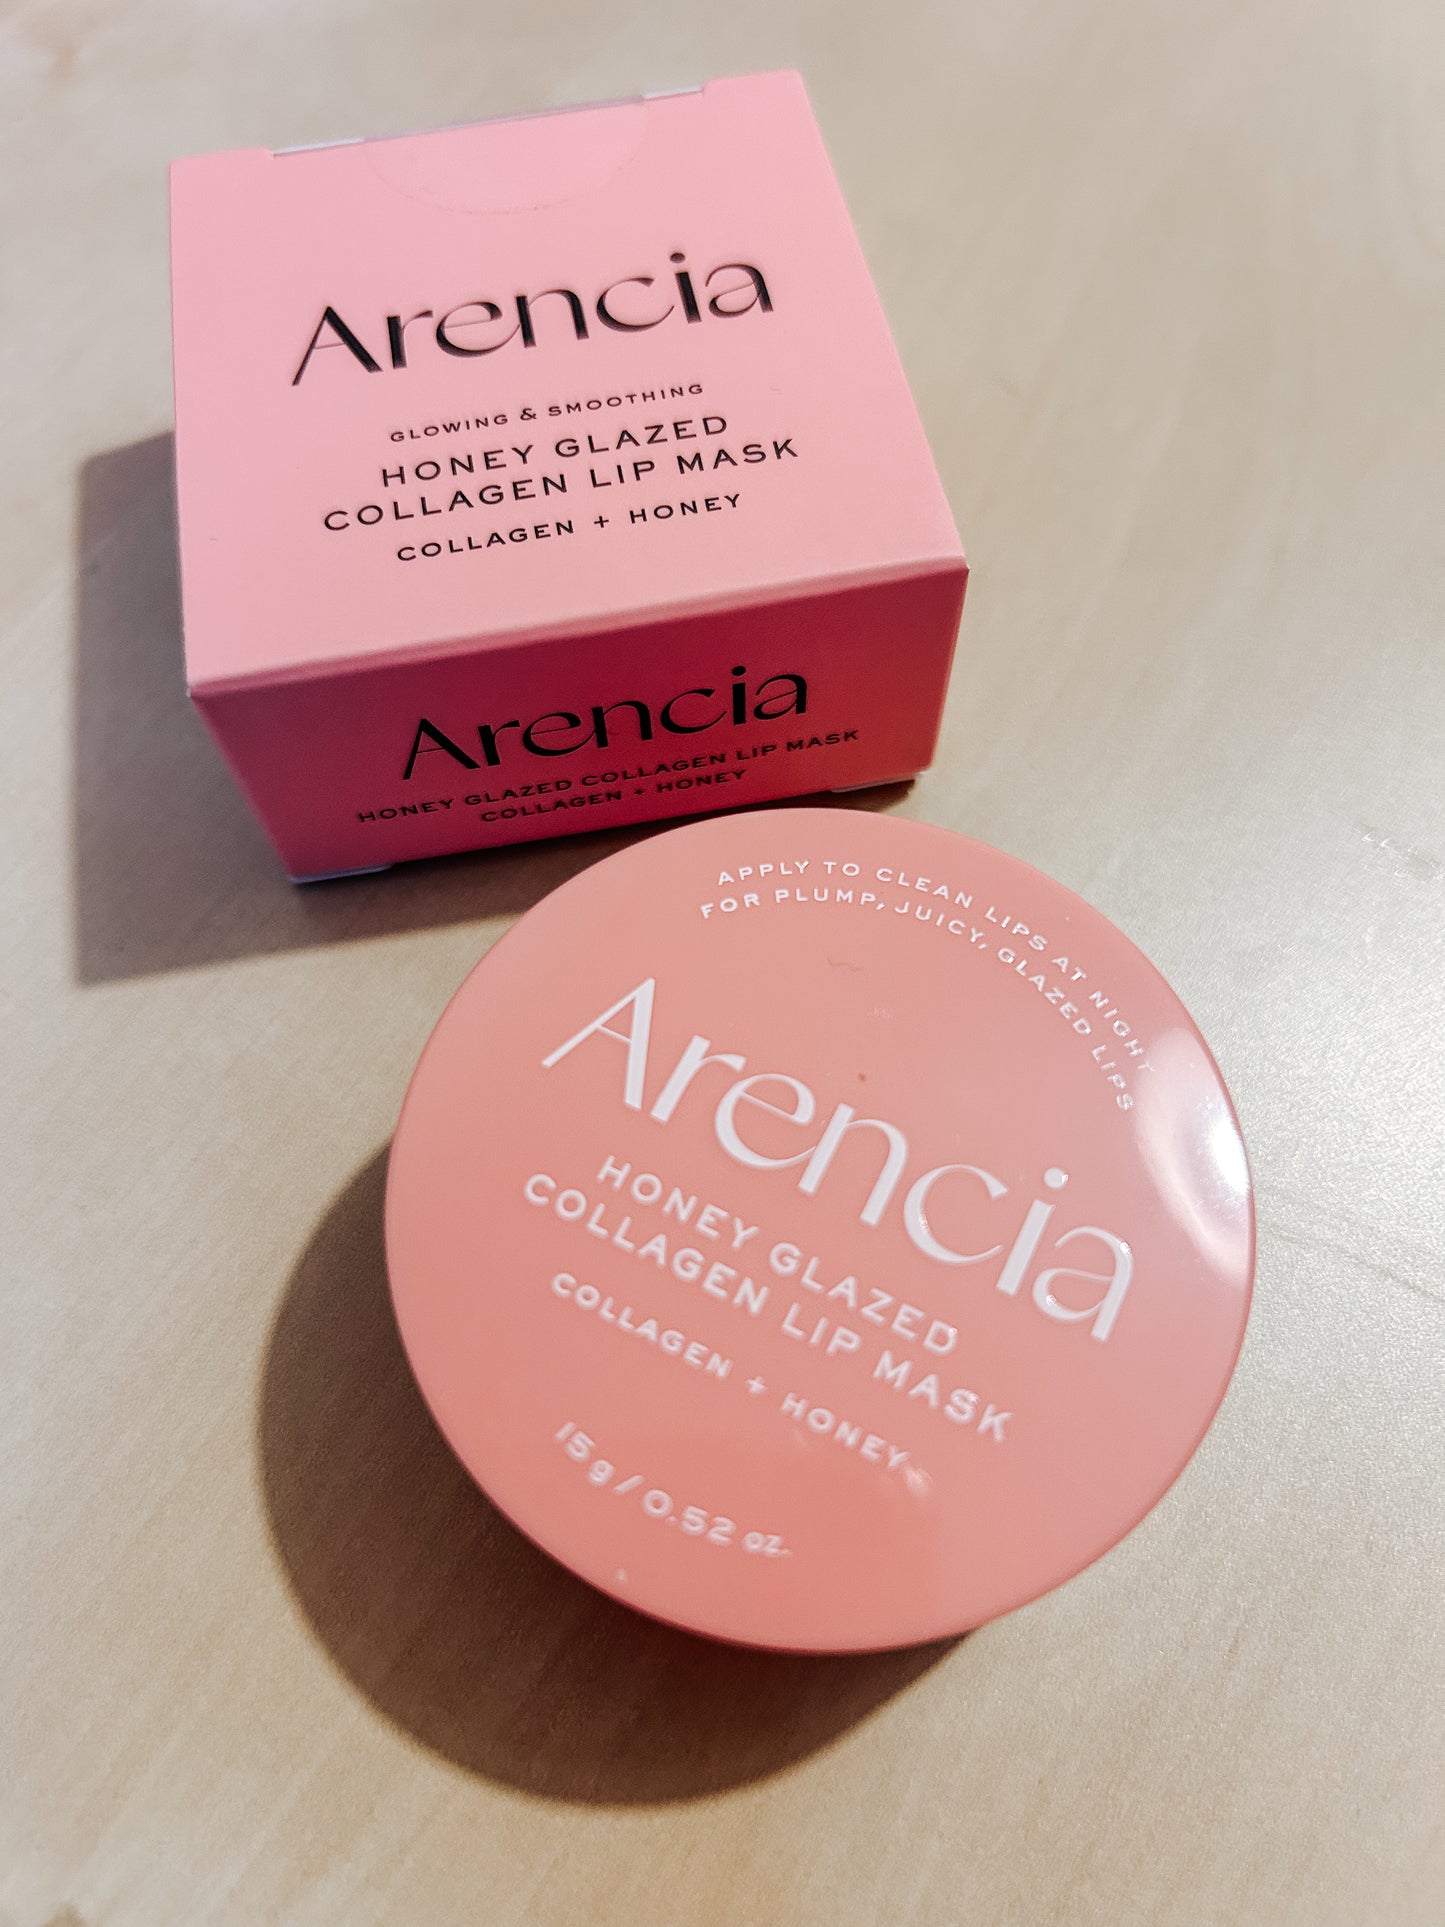 Arencia
GLOWING & SMOOTHING
HONEY GLAZED
COLLAGEN LIP MASK
COLLAGEN + HONEY
Arencia
HONEY GLAZED COLLAGEN LIP MASK
COLLAGEN + HONEY
APPLY TO CLEAN LIPS AT NIGHT
FOR PLUMP, JUICY, GLAZED LIPS
Arencia
HONEY GLAZED
COLLAGEN LIP MASK
COLLAGEN + HONEY
15 g / 0.52 oz.